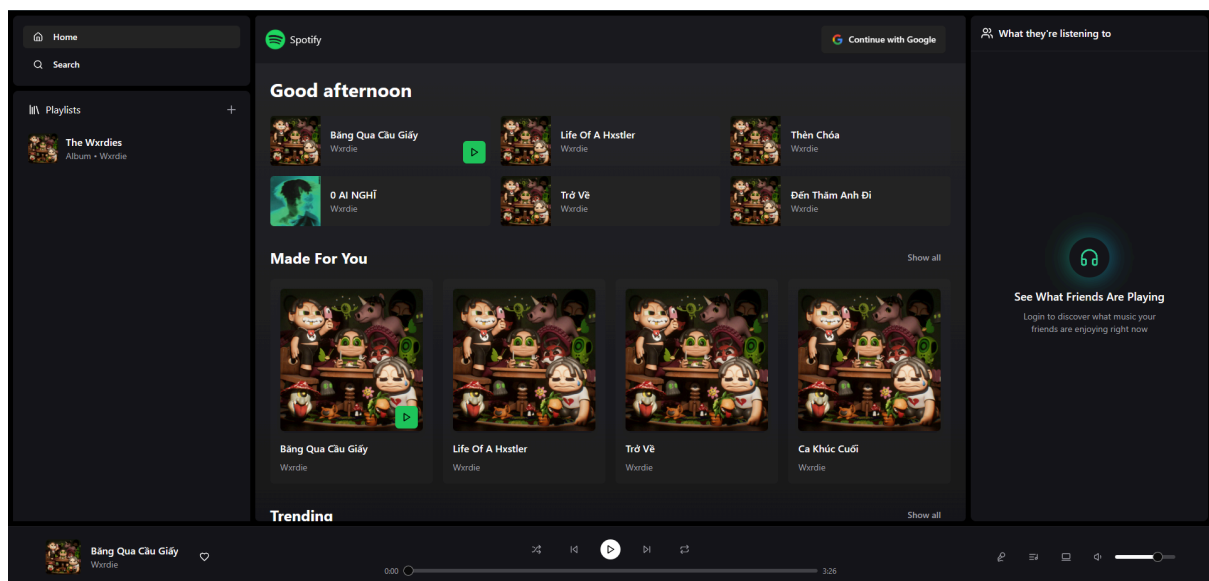 Home
Search
Playlists
The Wxrdies
Album • Wxrdie
Spotify
Continue with Google
Good afternoon
Băng Qua Cầu Giấy
Wxrdie
Life Of A Hxstler
Wxrdie
Thèn Chóa
Wxrdie
0 AI NGHĨ
Wxrdie
Trở Về
Wxrdie
Đến Thăm Anh Đi
Wxrdie
Made For You
Show all
Băng Qua Cầu Giấy
Wxrdie
Life Of A Hxstler
Wxrdie
Trở Về
Wxrdie
Ca Khúc Cuối
Wxrdie
Trending
Show all
What they're listening to
See What Friends Are Playing
Login to discover what music your
friends are enjoying right now
Băng Qua Cầu Giấy
Wxrdie
0:00
3:26